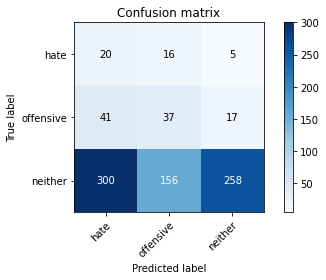 Confusion matrix
True label
hate 20 16 5
offensive 41 37 17
neither 300 156 258
hate offensive neither
Predicted label
300
250
200
150
100
50